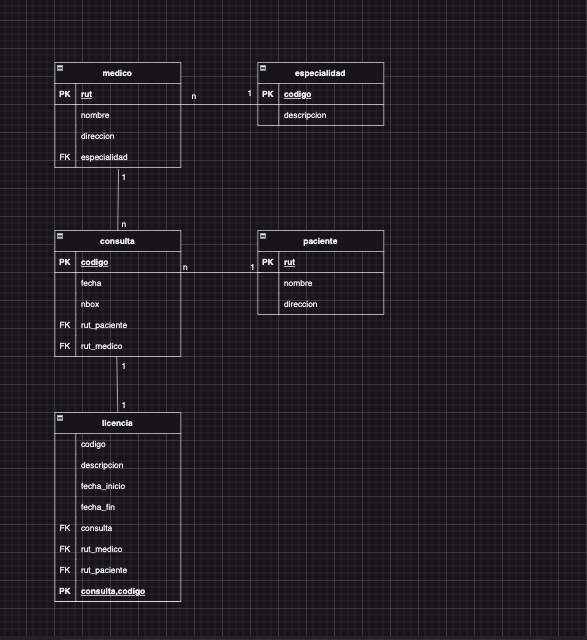 medico
PK rut
nombre
direccion
FK especialidad
n 1
especialidad
PK codigo
descripcion
1
n
consulta
PK codigo
fecha
nbox
FK rut_paciente
FK rut_medico
n 1
paciente
PK rut
nombre
direccion
1
1
licencia
codigo
descripcion
fecha_inicio
fecha_fin
FK consulta
FK rut_medico
FK rut_paciente
PK consulta,codigo